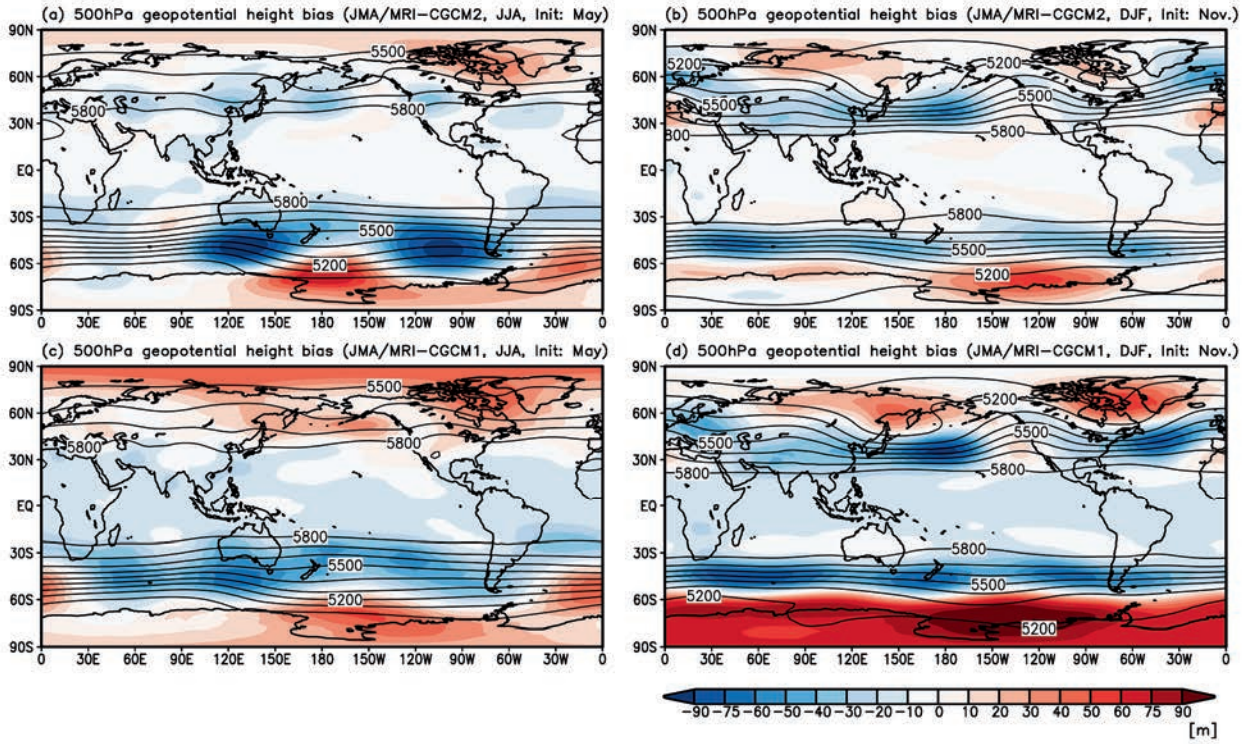 (a) 500hPa geopotential height bias (JMA/MRI-CGCM2, JJA, Init: May)
90N
60N
30N
EQ
30S
60S
90S
5500
5800
5800
5800
5500
5200
0 30E 60E 90E 120E 150E 180 150W 120W 90W 60W 30W 0
(b) 500hPa geopotential height bias (JMA/MRI-CGCM2, DJF, Init: Nov.)
90N
60N
30N
EQ
30S
60S
90S
5200
5200
5500
5500
800
5800
5800
5500
5200
0 30E 60E 90E 120E 150E 180 150W 120W 90W 60W 30W 0
(c) 500hPa geopotential height bias (JMA/MRI-CGCM1, JJA, Init: May)
90N
60N
30N
EQ
30S
60S
90S
5500
5800
5800
5800
5500
5200
0 30E 60E 90E 120E 150E 180 150W 120W 90W 60W 30W 0
(d) 500hPa geopotential height bias (JMA/MRI-CGCM1, DJF, Init: Nov.)
90N
60N
30N
EQ
30S
60S
90S
5200
5500
5500
5800
5800
5800
5500
5200
5200
0 30E 60E 90E 120E 150E 180 150W 120W 90W 60W 30W 0
-90 -75 -60 -50 -40 -30 -20 -10 0 10 20 30 40 50 60 75 90
[m]